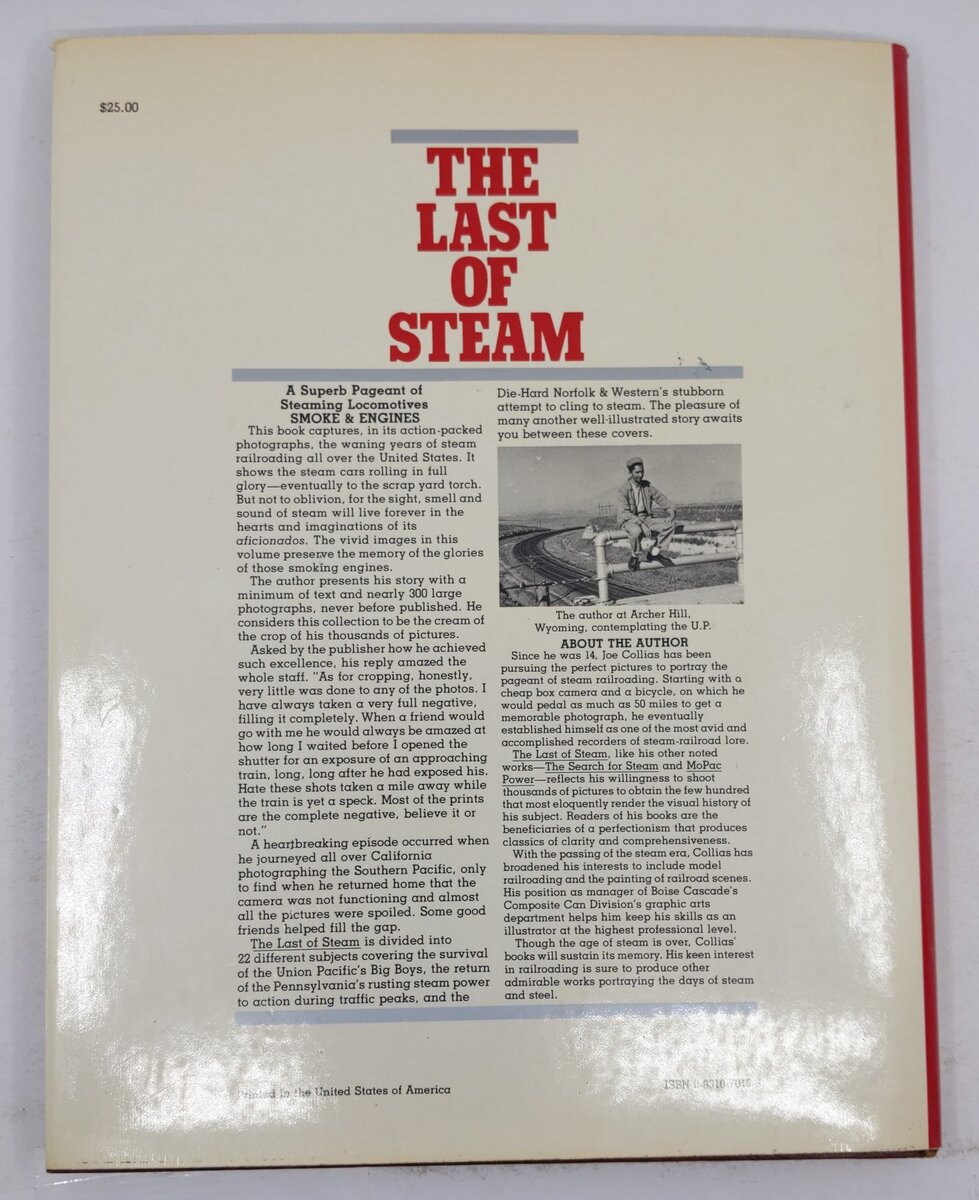 $25.00
THE
LAST
OF
STEAM
A Superb Pageant of
Steaming Locomotives
SMOKE & ENGINES
This book captures, in its action-packed
photographs, the waning years of steam
railroading all over the United States. It
shows the steam cars rolling in full
glory—eventually to the scrap yard torch.
But not to oblivion, for the sight, smell and
sound of steam will live forever in the
hearts and imaginations of its
aficionados. The vivid images in this
volume preserve the memory of the glories
of those smoking engines.
The author presents his story with a
minimum of text and nearly 300 large
photographs, never before published. He
considers this collection to be the cream of
the crop of his thousands of pictures.
Asked by the publisher how he achieved
such excellence, his reply amazed the
whole staff. "As for cropping, honestly,
very little was done to any of the photos. I
have always taken a very full negative,
filling it completely. When a friend would
go with me he would always be amazed at
how long I waited before I opened the
shutter for an exposure of an approaching
train, long, long after he had exposed his.
Hate these shots taken a mile away while
the train is yet a speck. Most of the prints
are the complete negative, believe it or
not."
A heartbreaking episode occurred when
he journeyed all over California
photographing the Southern Pacific, only
to find when he returned home that the
camera was not functioning and almost
all the pictures were spoiled. Some good
friends helped fill the gap.
The Last of Steam is divided into
22 different subjects covering the survival
of the Union Pacific's Big Boys, the return
of the Pennsylvania's rusting steam power
to action during traffic peaks, and the
Die-Hard Norfolk & Western's stubborn
attempt to cling to steam. The pleasure of
many another well-illustrated story awaits
you between these covers.
The author at Archer Hill,
Wyoming, contemplating the U.P.
ABOUT THE AUTHOR
Since he was 14, Joe Collias has been
pursuing the perfect pictures to portray the
pageant of steam railroading. Starting with a
cheap box camera and a bicycle, on which he
would pedal as much as 50 miles to get a
memorable photograph, he eventually
established himself as one of the most avid and
accomplished recorders of steam-railroad lore.
The Last of Steam, like his other noted
works—The Search for Steam and MoPac
Power—reflects his willingness to shoot
thousands of pictures to obtain the few hundred
that most eloquently render the visual history of
his subject. Readers of his books are the
beneficiaries of a perfectionism that produces
classics of clarity and comprehensiveness.
With the passing of the steam era, Collias has
broadened his interests to include model
railroading and the painting of railroad scenes.
His position as manager of Boise Cascade's
Composite Can Division's graphic arts
department helps him keep his skills as an
illustrator at the highest professional level.
Though the age of steam is over, Collias'
books will sustain its memory. His keen interest
in railroading is sure to produce other
admirable works portraying the days of steam
and steel.
Printed in the United States of America
ISBN